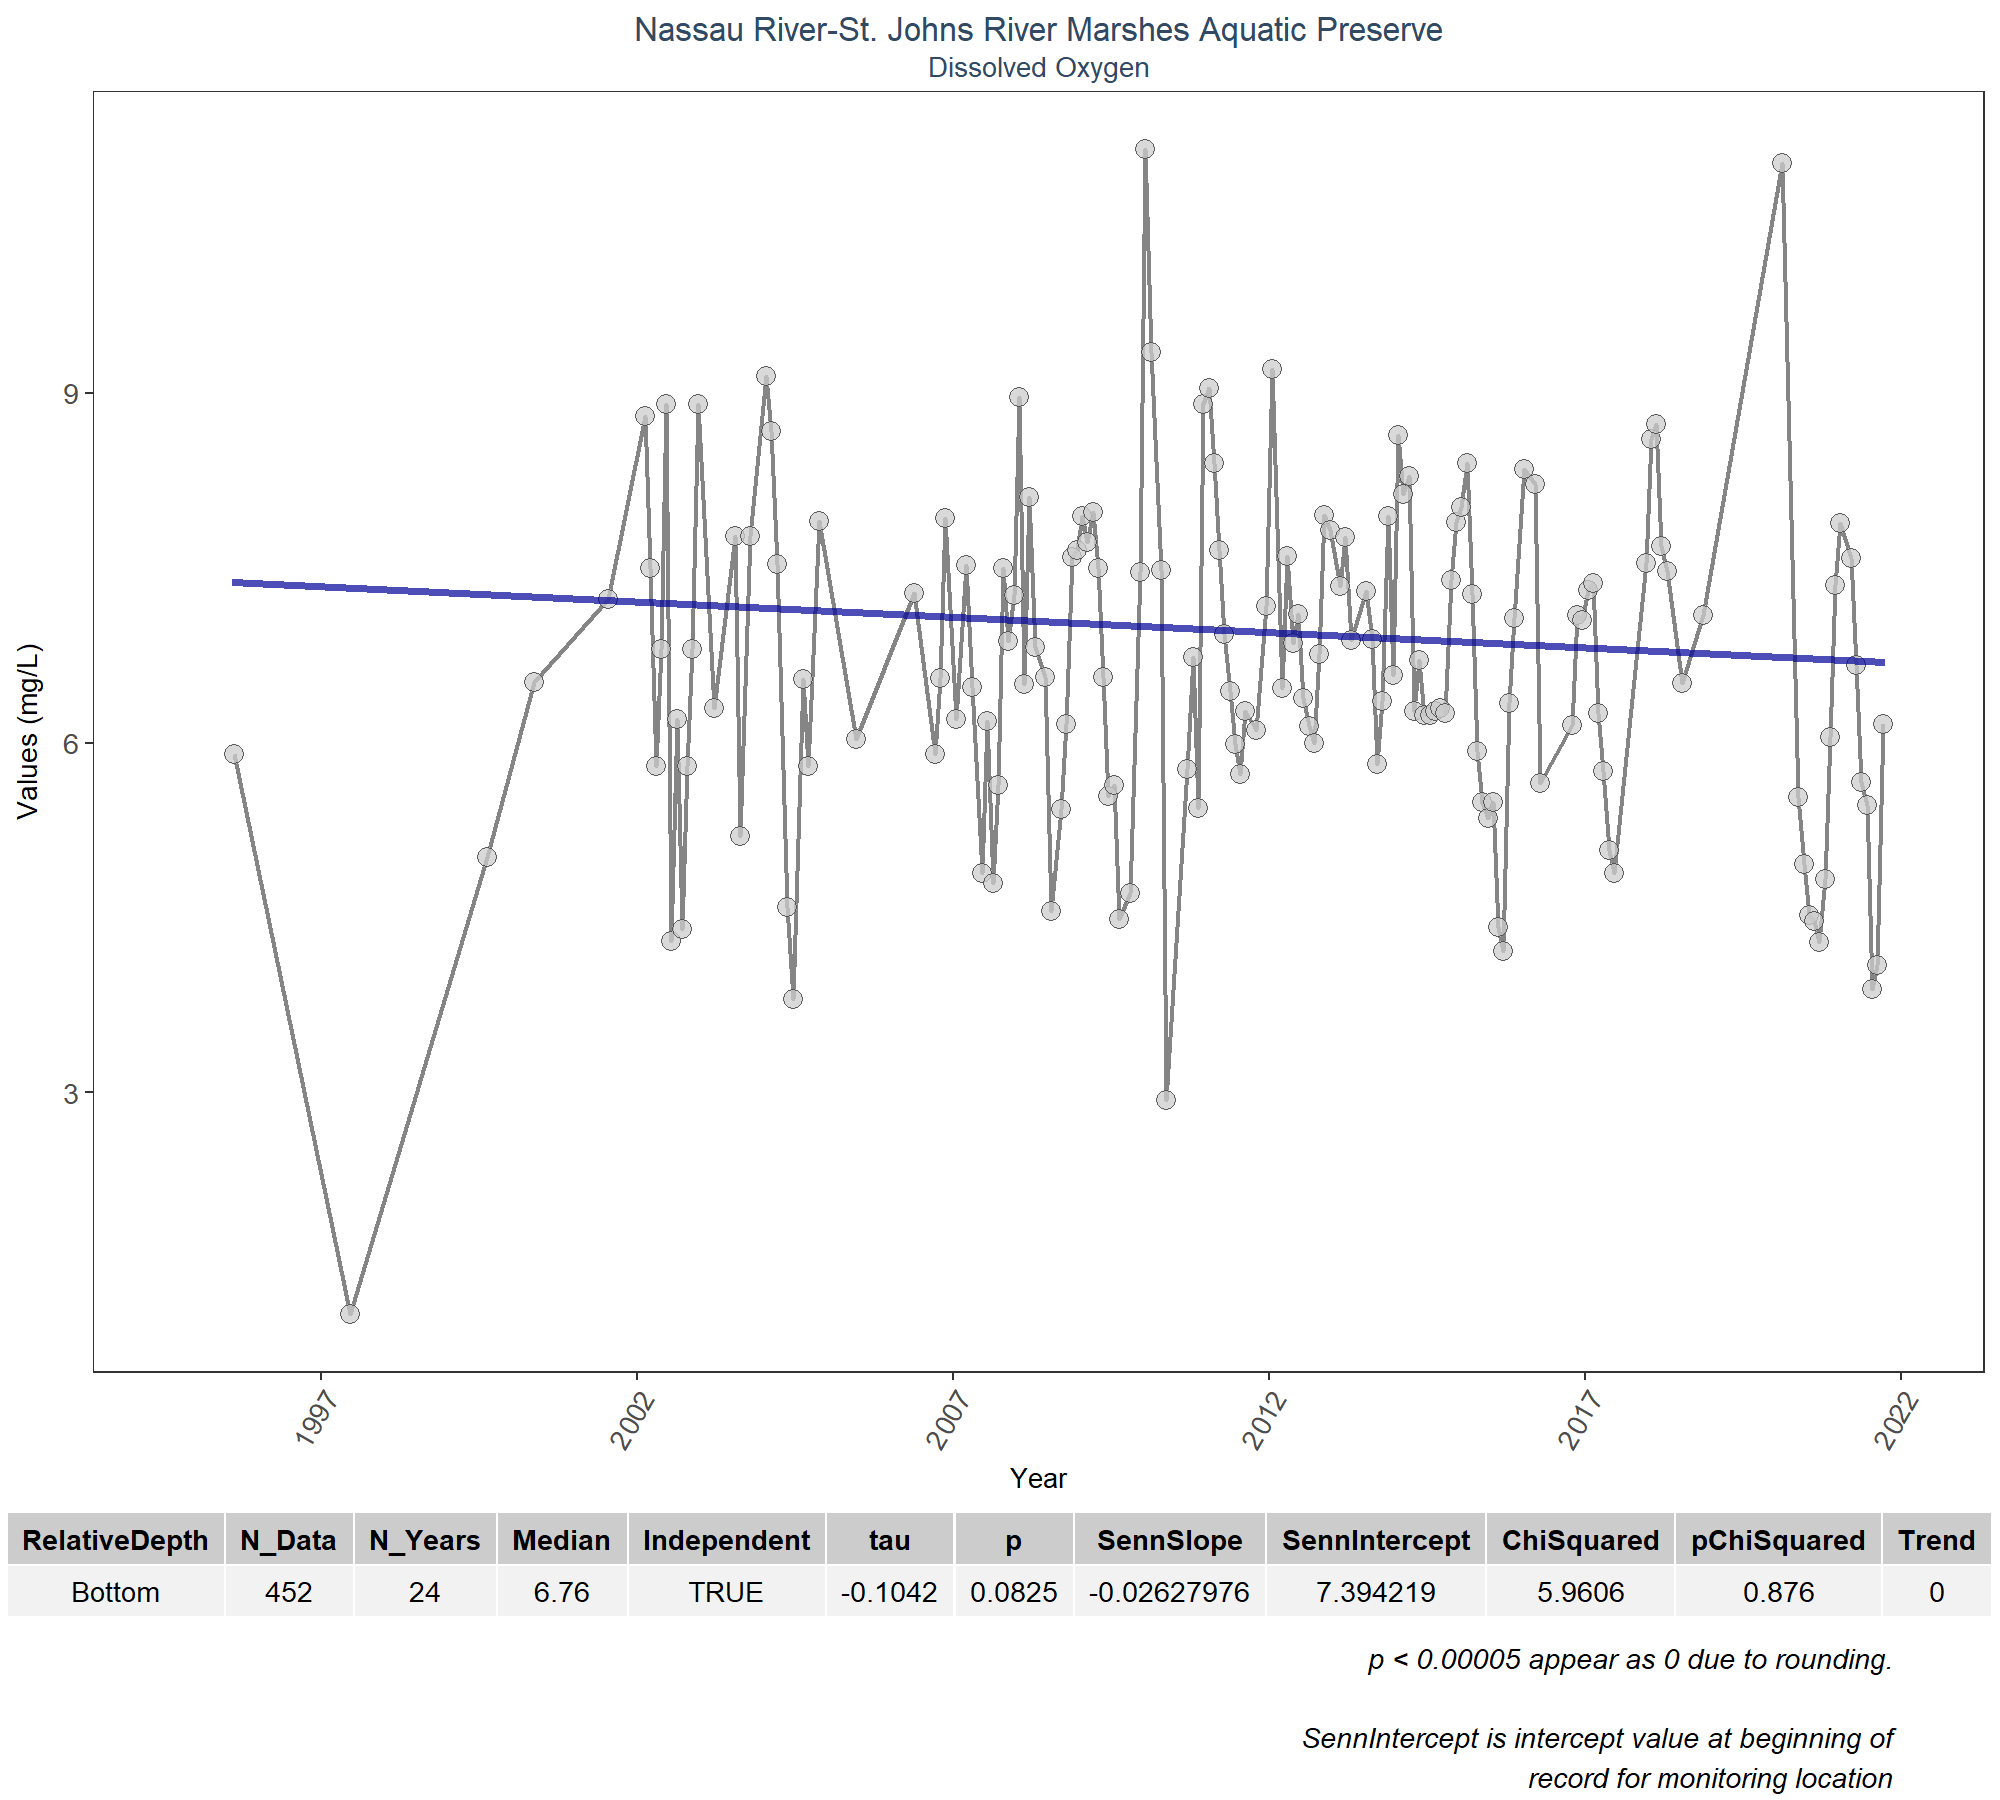 Nassau River-St. Johns River Marshes Aquatic Preserve
Dissolved Oxygen
Values (mg/L)
9
6
3
1997 2002 2007 2012 2017 2022
Year
RelativeDepth N_Data N_Years Median Independent tau p SennSlope SennIntercept ChiSquared pChiSquared Trend
Bottom 452 24 6.76 TRUE -0.1042 0.0825 -0.02627976 7.394219 5.9606 0.876 0
p < 0.00005 appear as 0 due to rounding.
SennIntercept is intercept value at beginning of
record for monitoring location